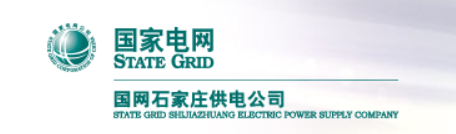 国家电网
STATE GRID
国网石家庄供电公司
STATE GRID SHIJIAZHUANG ELECTRIC POWER SUPPLY COMPANY